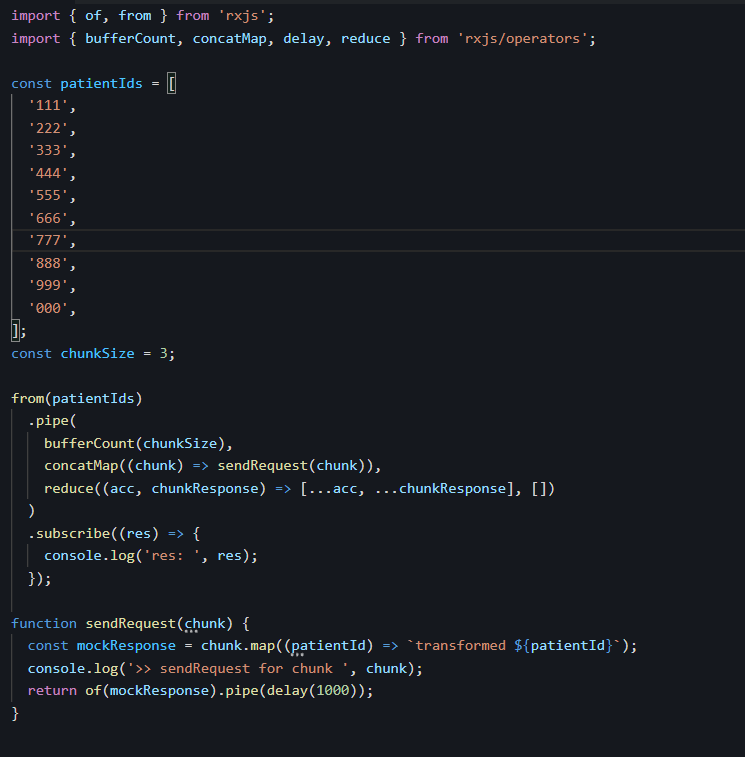 import { of, from } from 'rxjs';
import { bufferCount, concatMap, delay, reduce } from 'rxjs/operators';
const patientIds = [
'111',
'222',
'333',
'444',
'555',
'666',
'777',
'888',
'999',
'000',
];
const chunkSize = 3;
from(patientIds)
.pipe(
bufferCount(chunkSize),
concatMap((chunk) => sendRequest(chunk)),
reduce((acc, chunkResponse) => [...acc, ...chunkResponse], [])
)
.subscribe((res) => {
console.log('res: ', res);
});
function sendRequest(chunk) {
const mockResponse = chunk.map((patientId) => `transformed ${patientId}`);
console.log('>> sendRequest for chunk ', chunk);
return of(mockResponse).pipe(delay(1000));
}